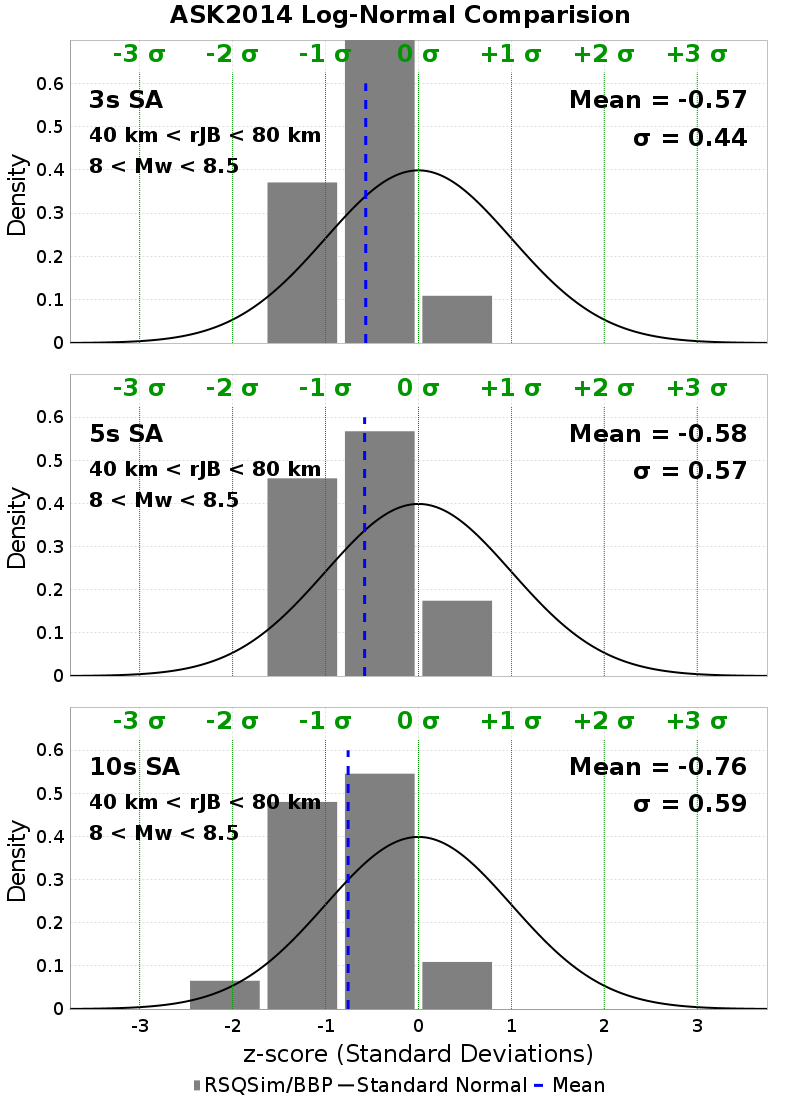 ASK2014 Log-Normal Comparision
-3 σ -2 σ -1 σ 0 σ +1 σ +2 σ +3 σ
3s SA
40 km < rJB < 80 km
8 < Mw < 8.5
Mean = -0.57
σ = 0.44
Density
0.6
0.5
0.4
0.3
0.2
0.1
0
-3 σ -2 σ -1 σ 0 σ +1 σ +2 σ +3 σ
5s SA
40 km < rJB < 80 km
8 < Mw < 8.5
Mean = -0.58
σ = 0.57
Density
0.6
0.5
0.4
0.3
0.2
0.1
0
-3 σ -2 σ -1 σ 0 σ +1 σ +2 σ +3 σ
10s SA
40 km < rJB < 80 km
8 < Mw < 8.5
Mean = -0.76
σ = 0.59
Density
0.6
0.5
0.4
0.3
0.2
0.1
0
-3 -2 -1 0 1 2 3
z-score (Standard Deviations)
RSQSim/BBP Standard Normal Mean